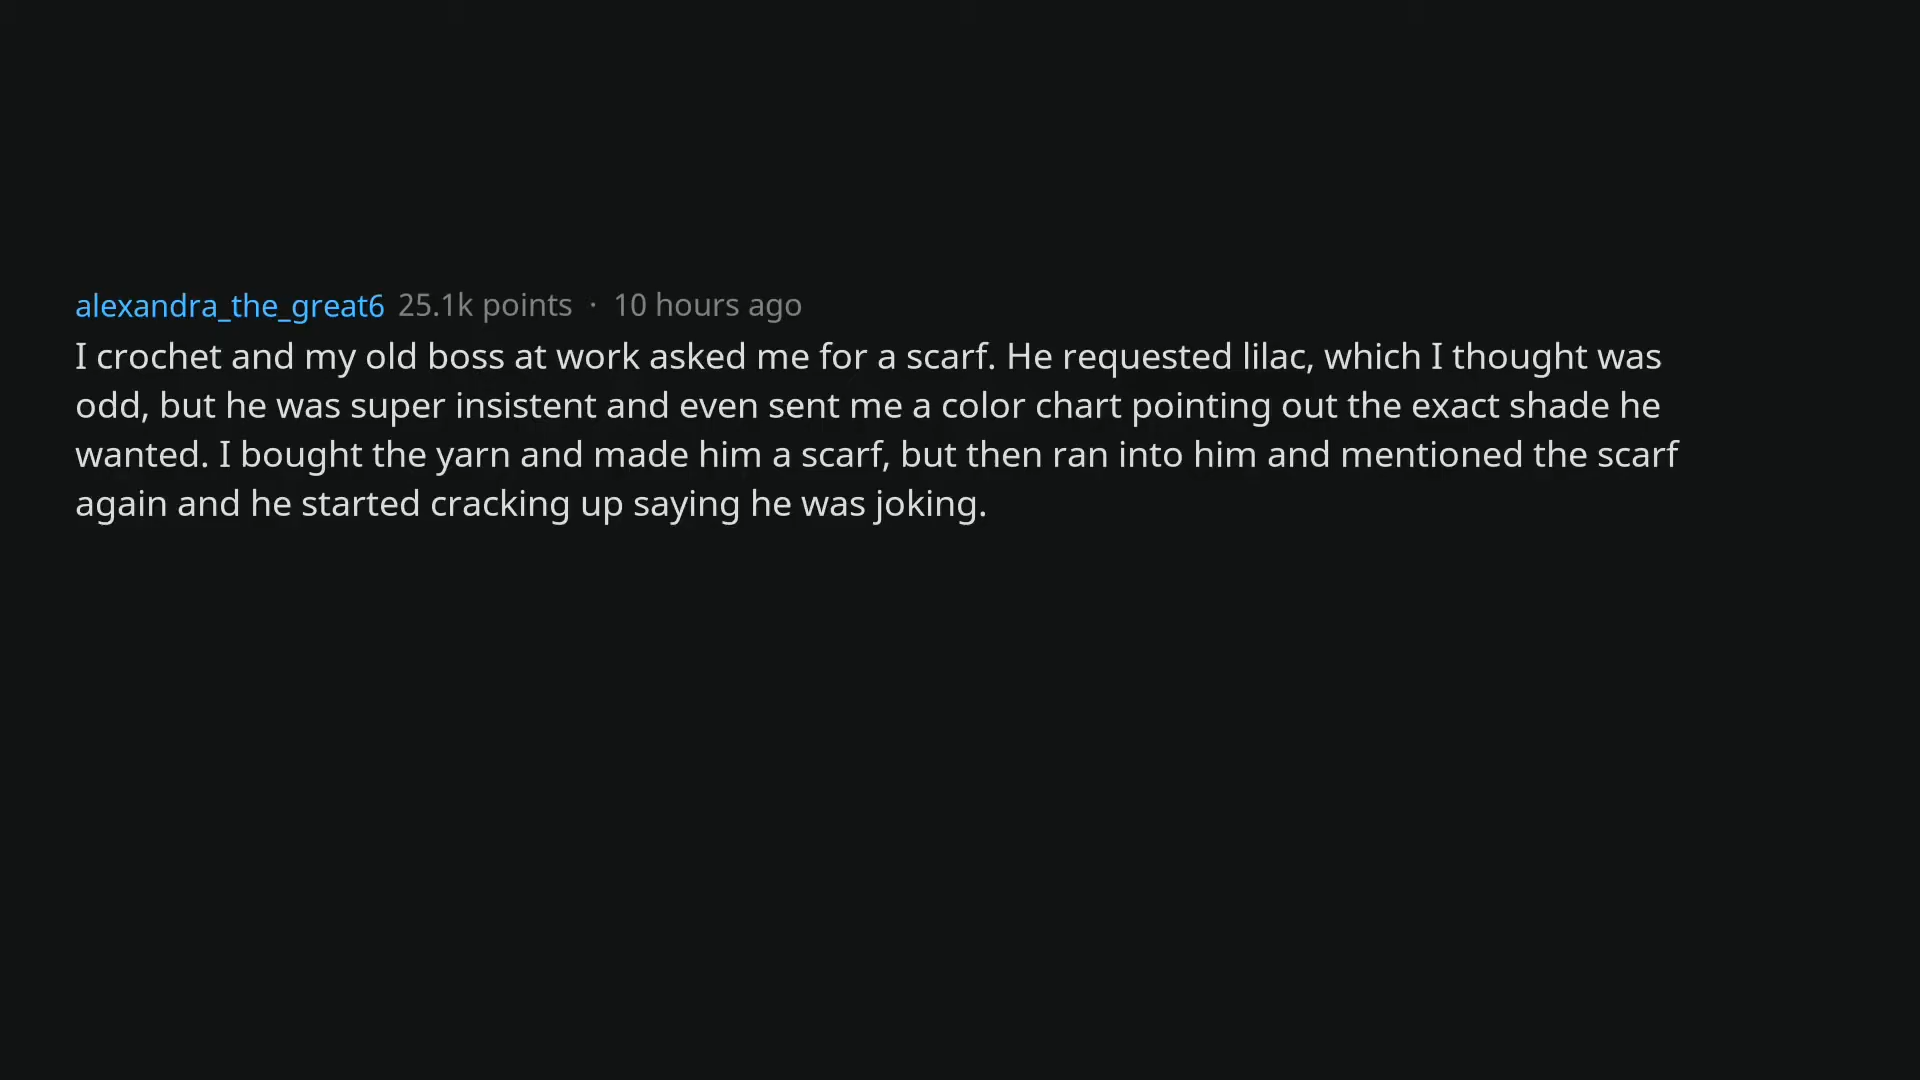 alexandra_the_great6 25.1k points · 10 hours ago
I crochet and my old boss at work asked me for a scarf. He requested lilac, which I thought was
odd, but he was super insistent and even sent me a color chart pointing out the exact shade he
wanted. I bought the yarn and made him a scarf, but then ran into him and mentioned the scarf
again and he started cracking up saying he was joking.